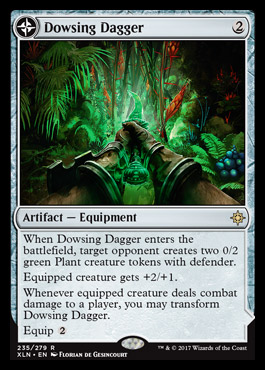 Dowsing Dagger 2
Artifact — Equipment
When Dowsing Dagger enters the
battlefield, target opponent creates two 0/2
green Plant creature tokens with defender.
Equipped creature gets +2/+1.
Whenever equipped creature deals combat
damage to a player, you may transform
Dowsing Dagger.
Equip 2
235/279 R
XLN • EN Florian de Gesincourt
™ & © 2017 Wizards of the Coast